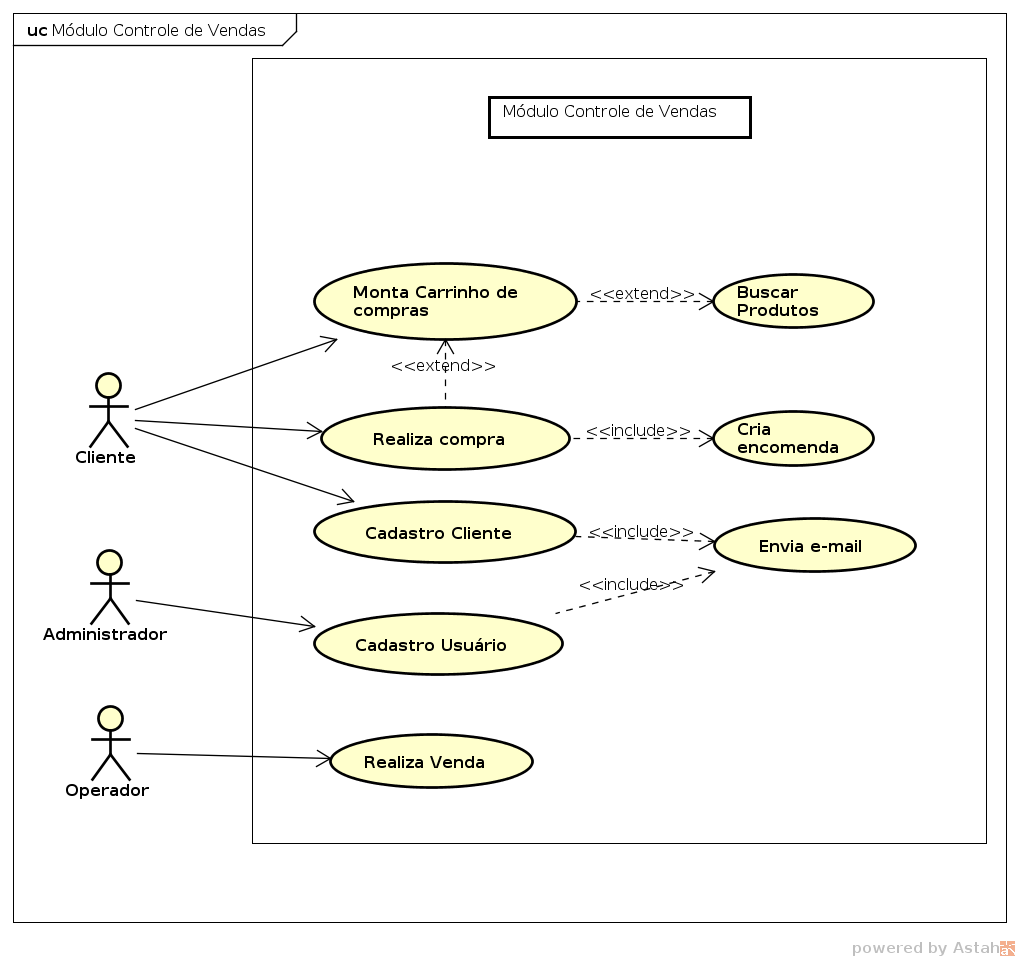 uc Módulo Controle de Vendas
Módulo Controle de Vendas
Monta Carrinho de
compras
<<extend>>
Buscar
Produtos
<<extend>>
Cliente
Realiza compra
<<include>>
Cria
encomenda
Cadastro Cliente
<<include>>
Envia e-mail
<<include>>
Administrador
Cadastro Usuário
Operador
Realiza Venda
powered by Astah